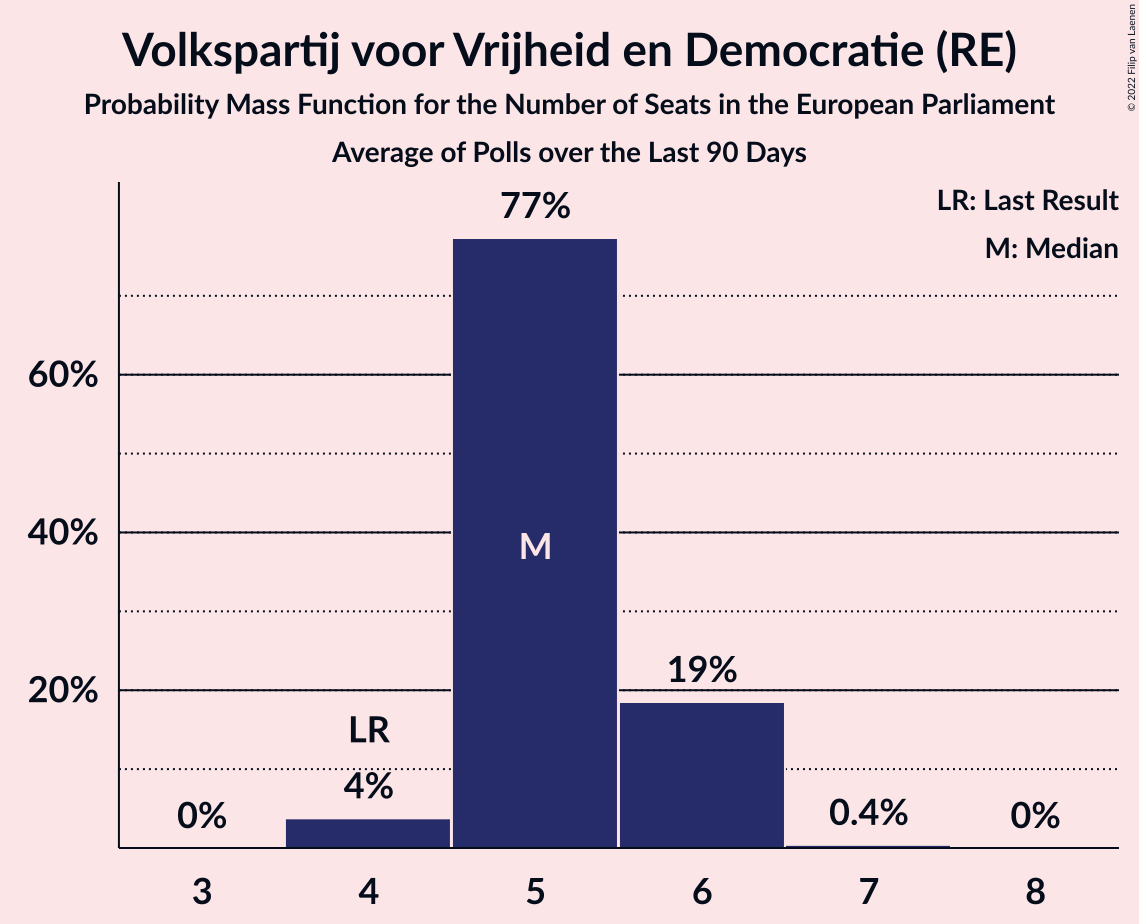 Volkspartij voor Vrijheid en Democratie (RE)
Probability Mass Function for the Number of Seats in the European Parliament
Average of Polls over the Last 90 Days
© 2022 Filip van Laenen
LR: Last Result
M: Median
77%
60%
40%
M
20%
19%
LR
4%
0%
0.4%
0%
3 4 5 6 7 8